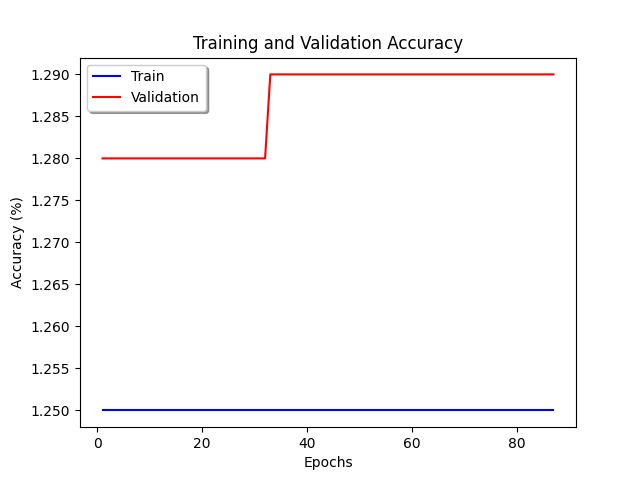 Training and Validation Accuracy
Train
Validation
1.290
1.285
1.280
1.275
1.270
1.265
1.260
1.255
1.250
Accuracy (%)
0 20 40 60 80
Epochs